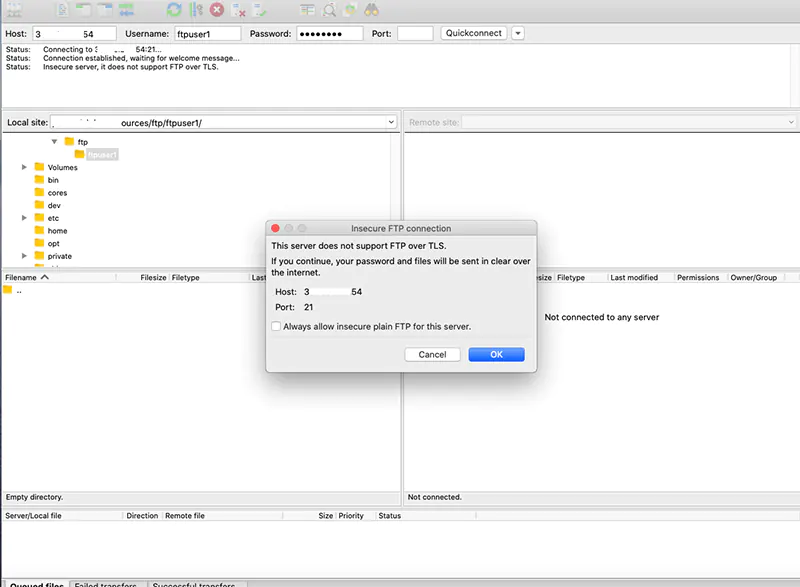 Host: 3 54 Username: ftpuser1 Password: •••••••• Port: Quickconnect
Status: Connecting to 3 54:21...
Status: Connection established, waiting for welcome message...
Status: Insecure server, it does not support FTP over TLS.
Local site: ources/ftp/ftpuser1/ Remote site:
ftp
ftpuser1
Volumes
bin
cores
dev
etc
home
opt
private
Insecure FTP connection
This server does not support FTP over TLS.
If you continue, your password and files will be sent in clear over
the internet.
Host: 3 54
Port: 21
Always allow insecure plain FTP for this server.
Cancel OK
Filename Filesize Filetype Last
Filetype Last modified Permissions Owner/Group
..
Not connected to any server
Empty directory. Not connected.
Server/Local file Direction Remote file Size Priority Status
Queued files Failed transfers Successful transfers